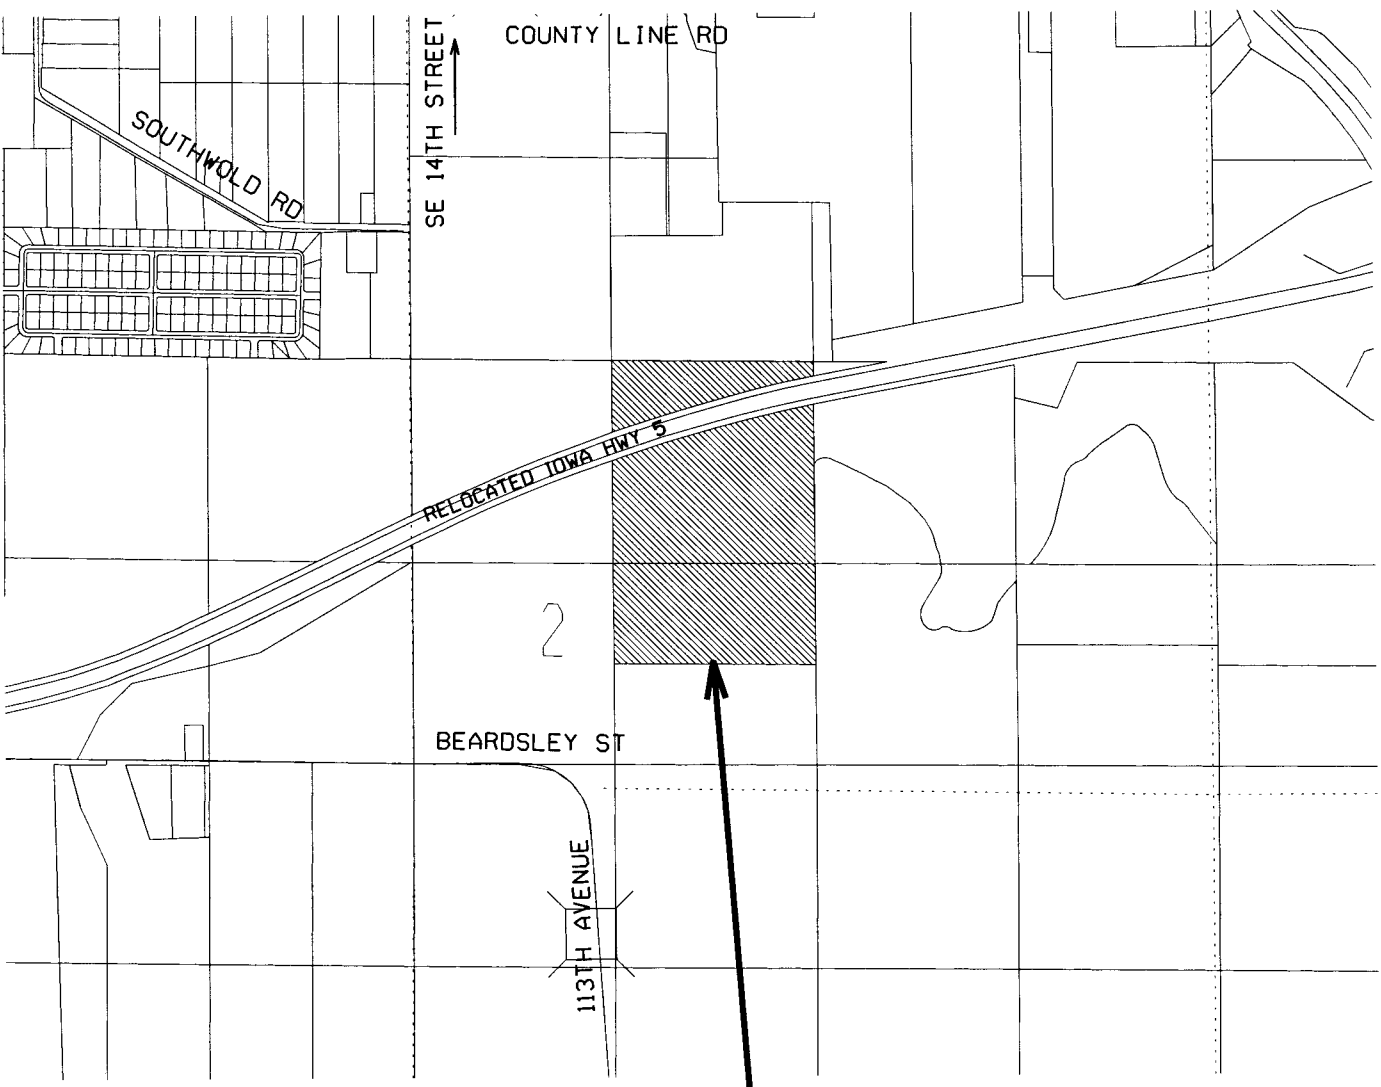 COUNTY LINE RD
SE 14TH STREET
SOUTHWOLD RD
RELOCATED IOWA HWY 5
2
BEARDSLEY ST
113TH AVENUE